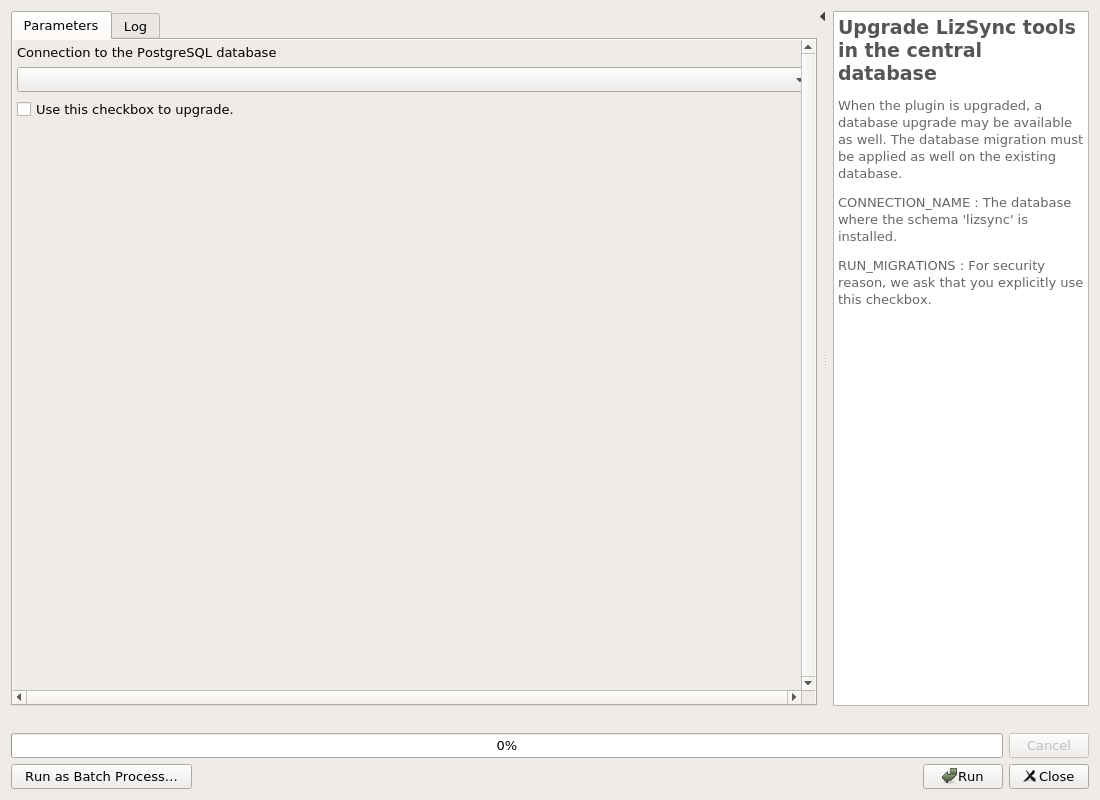 Parameters
Log
Connection to the PostgreSQL database
Use this checkbox to upgrade.
Upgrade LizSync tools
in the central
database
When the plugin is upgraded, a
database upgrade may be available
as well. The database migration must
be applied as well on the existing
database.
CONNECTION_NAME : The database
where the schema 'lizsync' is
installed.
RUN_MIGRATIONS : For security
reason, we ask that you explicitly use
this checkbox.
0%
Cancel
Run as Batch Process…
Run
Close